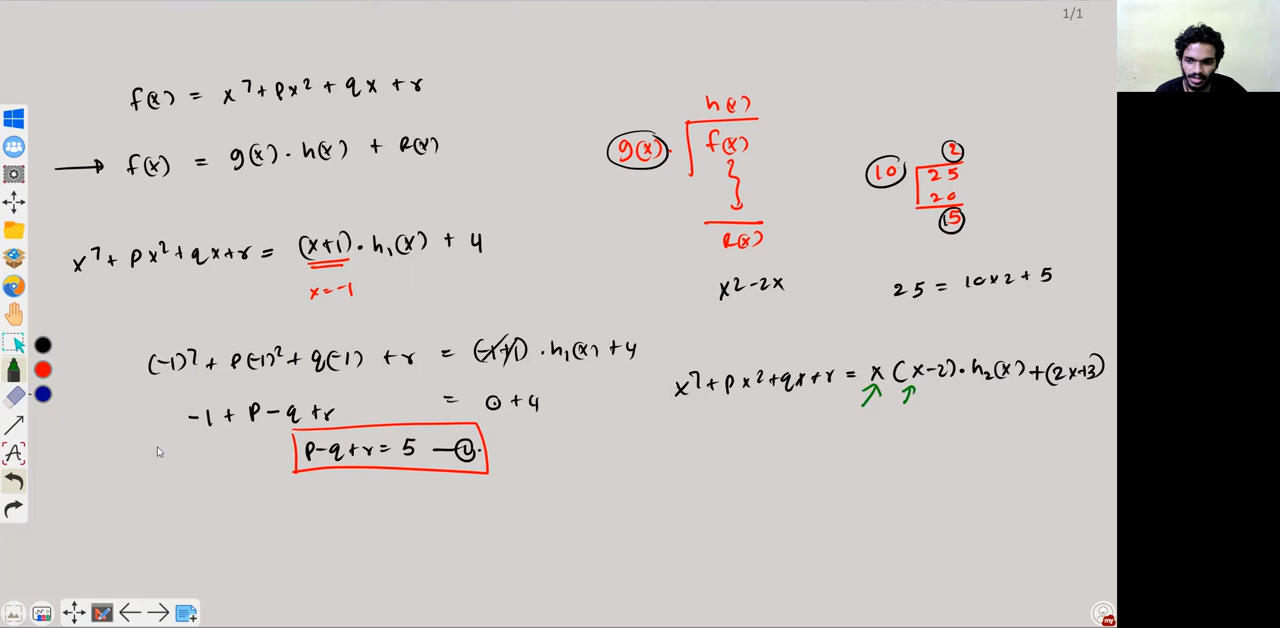 1/1
f(x) = x⁷ + px² + qx + r
→ f(x) = g(x) · h(x) + R(x)
x⁷ + px² + qx + r = (x+1) · h₁(x) + 4
x = -1
(-1)⁷ + p(-1)² + q(-1) + r = (-1+1) · h₁(x) + 4
-1 + p - q + r = 0 + 4
p - q + r = 5 — ①.
h(x)
g(x) · f(x)
R(x)
x² - 2x
2
10 25
20
5
25 = 10×2 + 5
x⁷ + px² + qx + r = x (x-2) · h₂(x) + (2x+3)